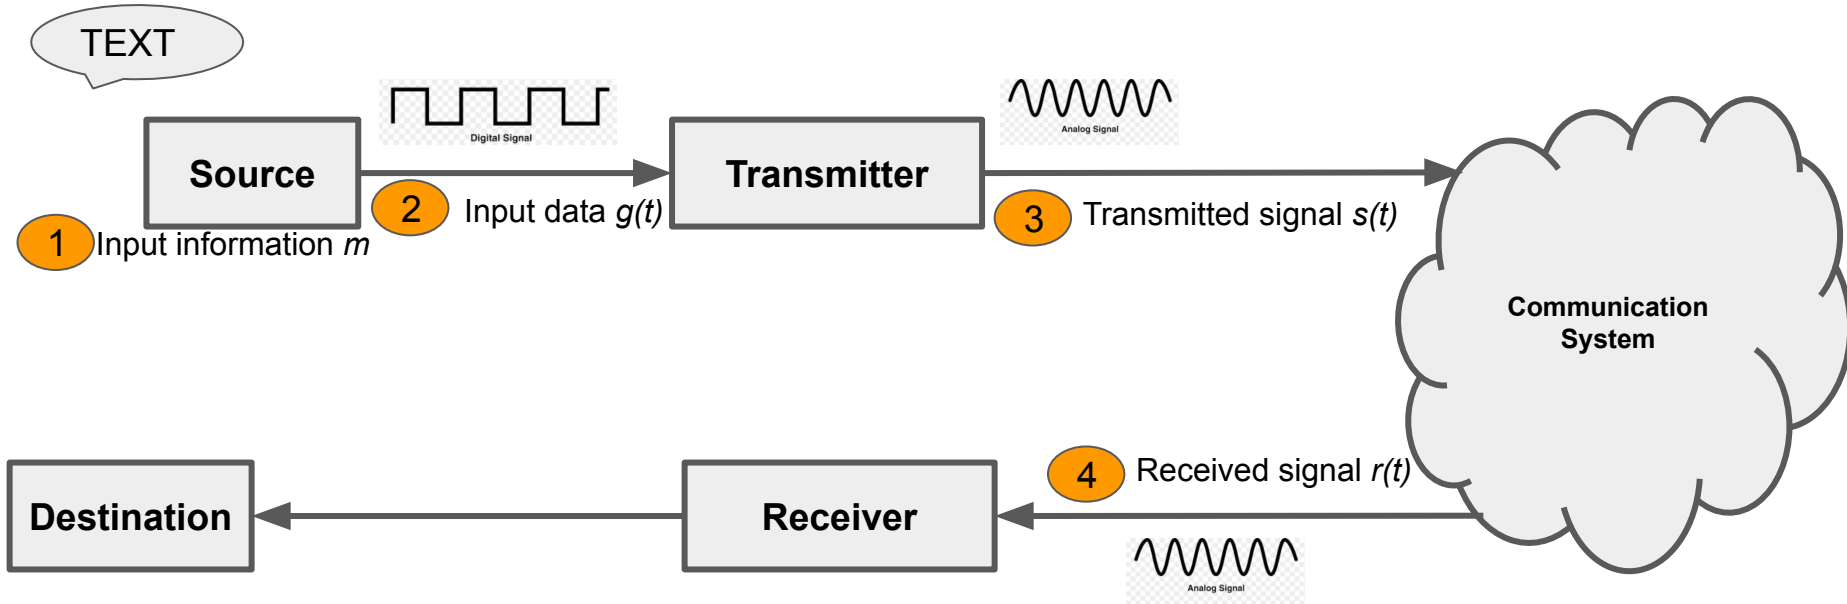 TEXT
Digital Signal
Analog Signal
Source
Transmitter
2 Input data g(t)
3 Transmitted signal s(t)
1 Input information m
Communication
System
4 Received signal r(t)
Destination
Receiver
Analog Signal